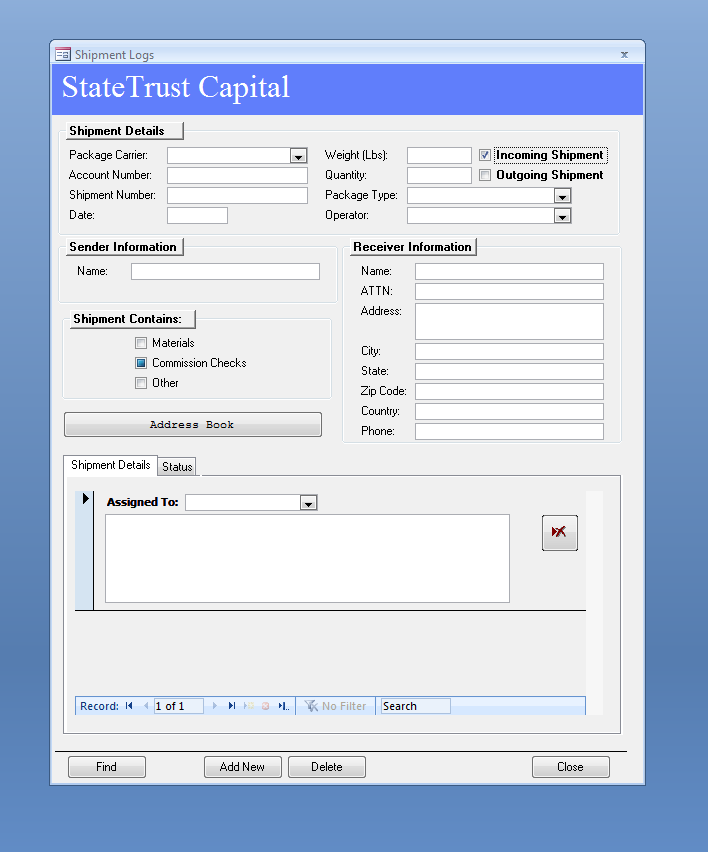 Shipment Logs
x
StateTrust Capital
Shipment Details
Package Carrier:
Weight (Lbs):
Incoming Shipment
Account Number:
Quantity:
Outgoing Shipment
Shipment Number:
Package Type:
Date:
Operator:
Sender Information
Name:
Receiver Information
Name:
ATTN:
Address:
City:
State:
Zip Code:
Country:
Phone:
Shipment Contains:
Materials
Commission Checks
Other
Address Book
Shipment Details
Status
Assigned To:
Record:
1 of 1
No Filter
Search
Find
Add New
Delete
Close